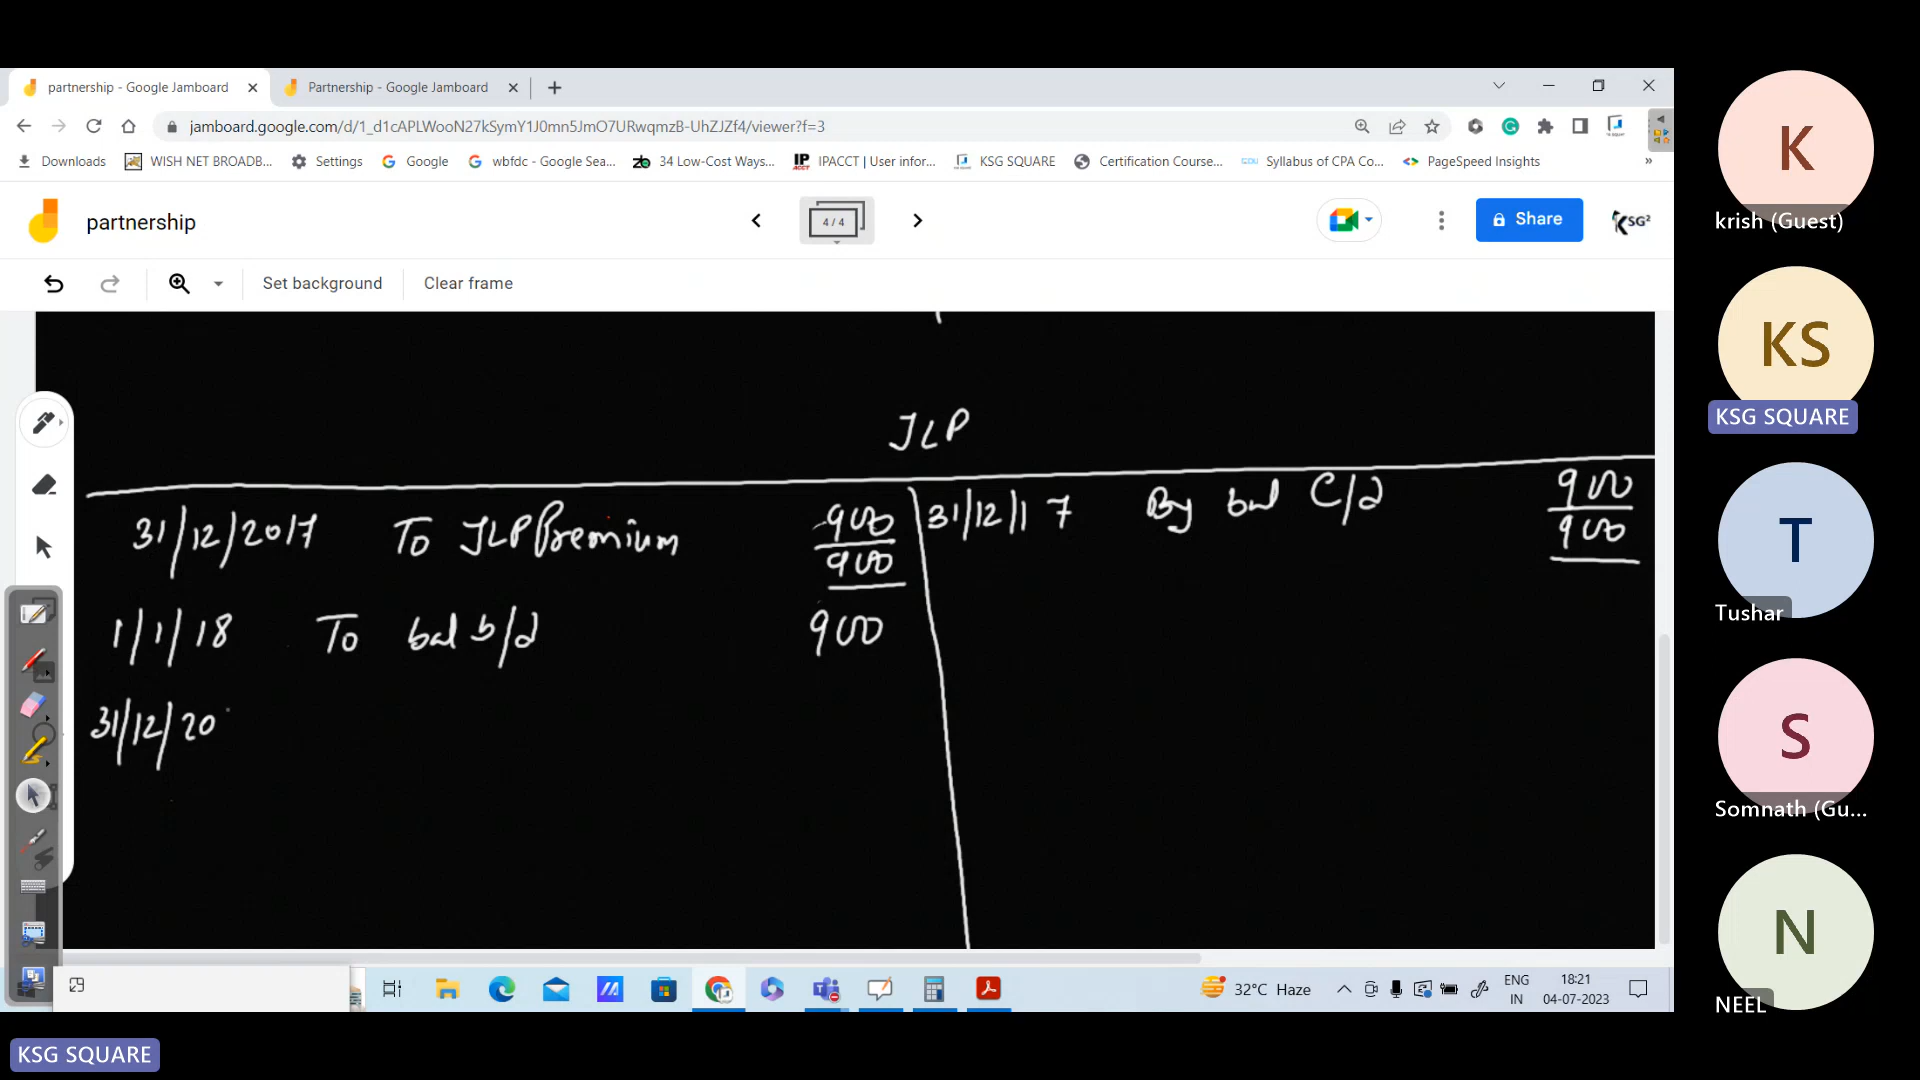 partnership - Google Jamboard
Partnership - Google Jamboard
jamboard.google.com/d/1_d1cAPLWooN27kSymY1J0mn5JmO7URwqmzB-UhZJZf4/viewer?f=3
Downloads WISH NET BROADB... Settings Google wbfdc - Google Sea... 34 Low-Cost Ways... IPACCT | User infor... KSG SQUARE Certification Course... Syllabus of CPA Co... PageSpeed Insights »
partnership
4 / 4
Share
KSG²
Set background Clear frame
JLP
31/12/2017 To JLP Premium 900 31/12/17 By bal C/d 900
900 900
1/1/18 To bal b/d 900
31/12/20
32°C Haze
ENG
IN
18:21
04-07-2023
K
krish (Guest)
KS
KSG SQUARE
T
Tushar
S
Somnath (Gu...
N
NEEL
KSG SQUARE